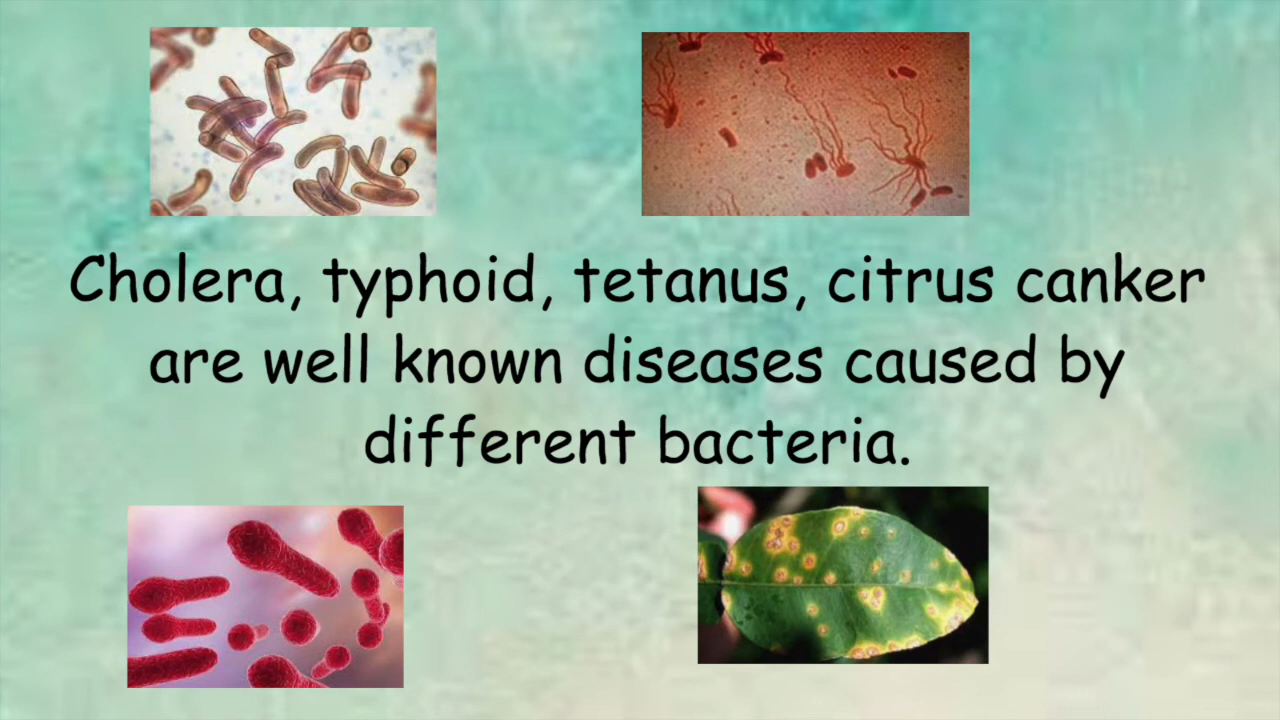 Cholera, typhoid, tetanus, citrus canker
are well known diseases caused by
different bacteria.